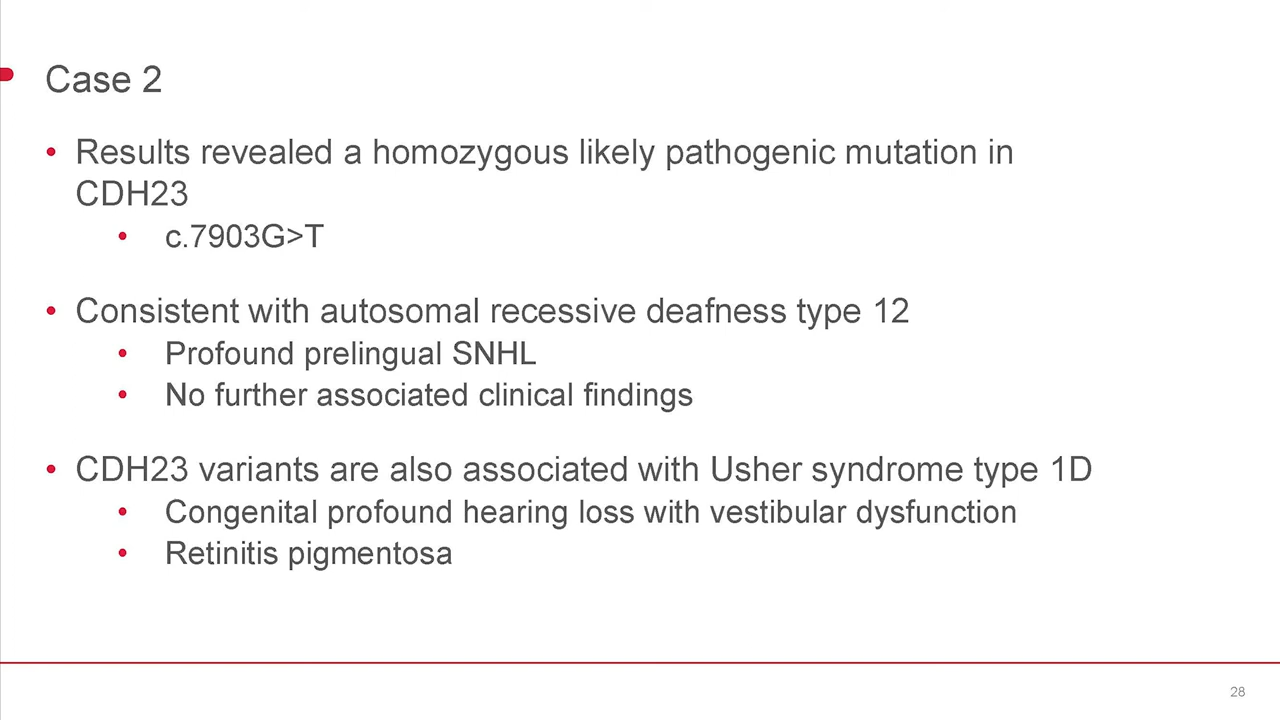 Case 2
• Results revealed a homozygous likely pathogenic mutation in
CDH23
• c.7903G>T
• Consistent with autosomal recessive deafness type 12
• Profound prelingual SNHL
• No further associated clinical findings
• CDH23 variants are also associated with Usher syndrome type 1D
• Congenital profound hearing loss with vestibular dysfunction
• Retinitis pigmentosa
28